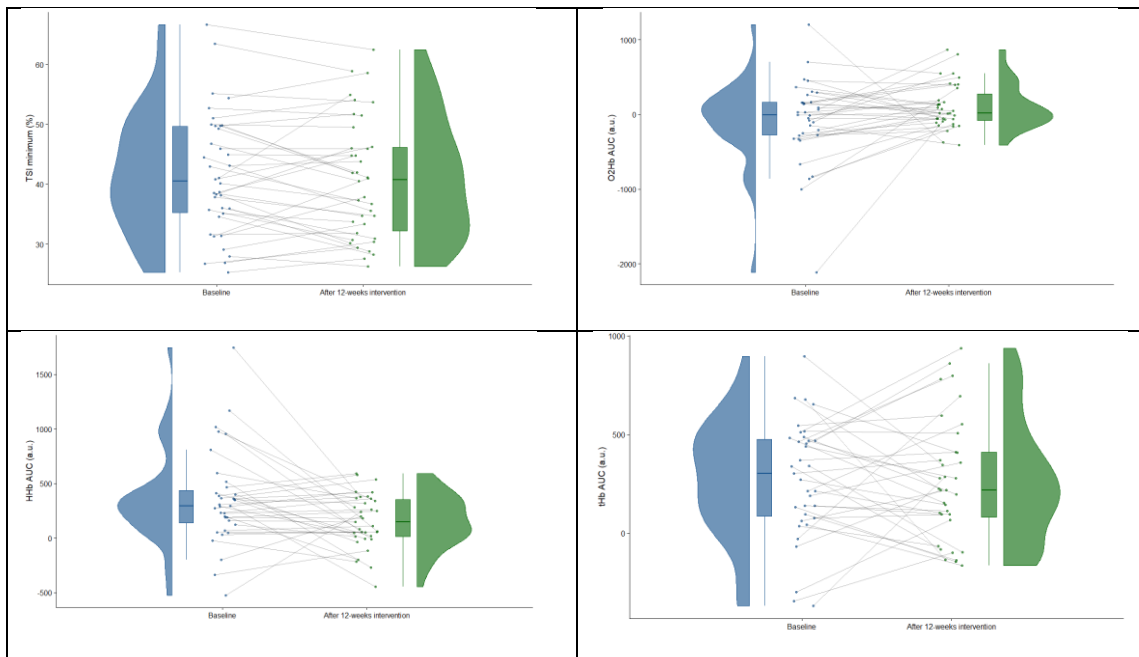 TSI minimum (%)
60
50
40
30
Baseline After 12-weeks intervention
O2Hb AUC (a.u.)
1000
0
-1000
-2000
Baseline After 12-weeks intervention
HHb AUC (a.u.)
1500
1000
500
0
-500
Baseline After 12-weeks intervention
tHb AUC (a.u.)
1000
500
0
Baseline After 12-weeks intervention